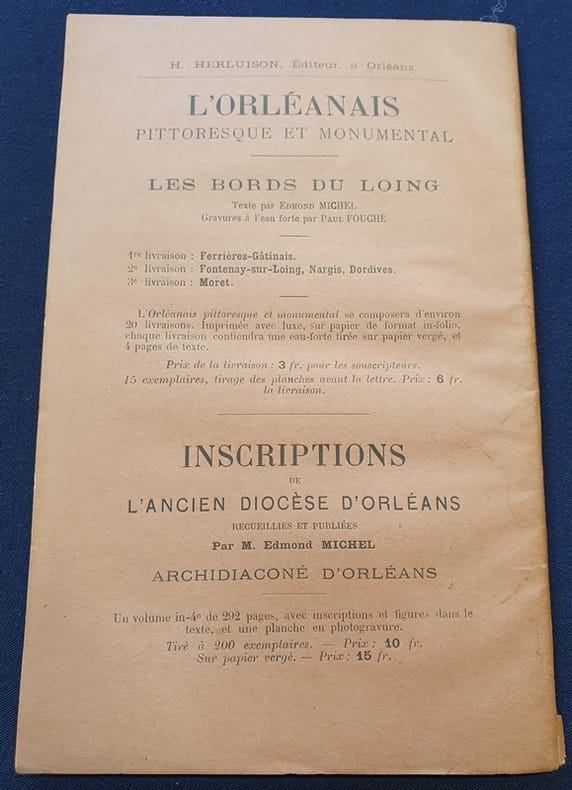 H. HERLUISON, Éditeur, à Orléans.
L'ORLÉANAIS
PITTORESQUE ET MONUMENTAL
LES BORDS DU LOING
Texte par EDMOND MICHEL
Gravures à l'eau forte par PAUL FOUCHÉ
1re livraison : Ferrières-Gâtinais.
2e livraison : Fontenay-sur-Loing, Nargis, Dordives.
3e livraison : Moret.
L'Orléanais pittoresque et monumental se composera d'environ
20 livraisons. Imprimée avec luxe, sur papier de format in-folio,
chaque livraison contiendra une eau-forte tirée sur papier vergé, et
4 pages de texte.
Prix de la livraison : 3 fr. pour les souscripteurs.
15 exemplaires, tirage des planches avant la lettre. Prix : 6 fr.
la livraison.
INSCRIPTIONS
DE
L'ANCIEN DIOCÈSE D'ORLÉANS
RECUEILLIES ET PUBLIÉES
Par M. Edmond MICHEL
ARCHIDIACONÉ D'ORLÉANS
Un volume in-4o de 292 pages, avec inscriptions et figures dans le
texte, et une planche en photogravure.
Tiré à 200 exemplaires. — Prix : 10 fr.
Sur papier vergé. — Prix : 15 fr.